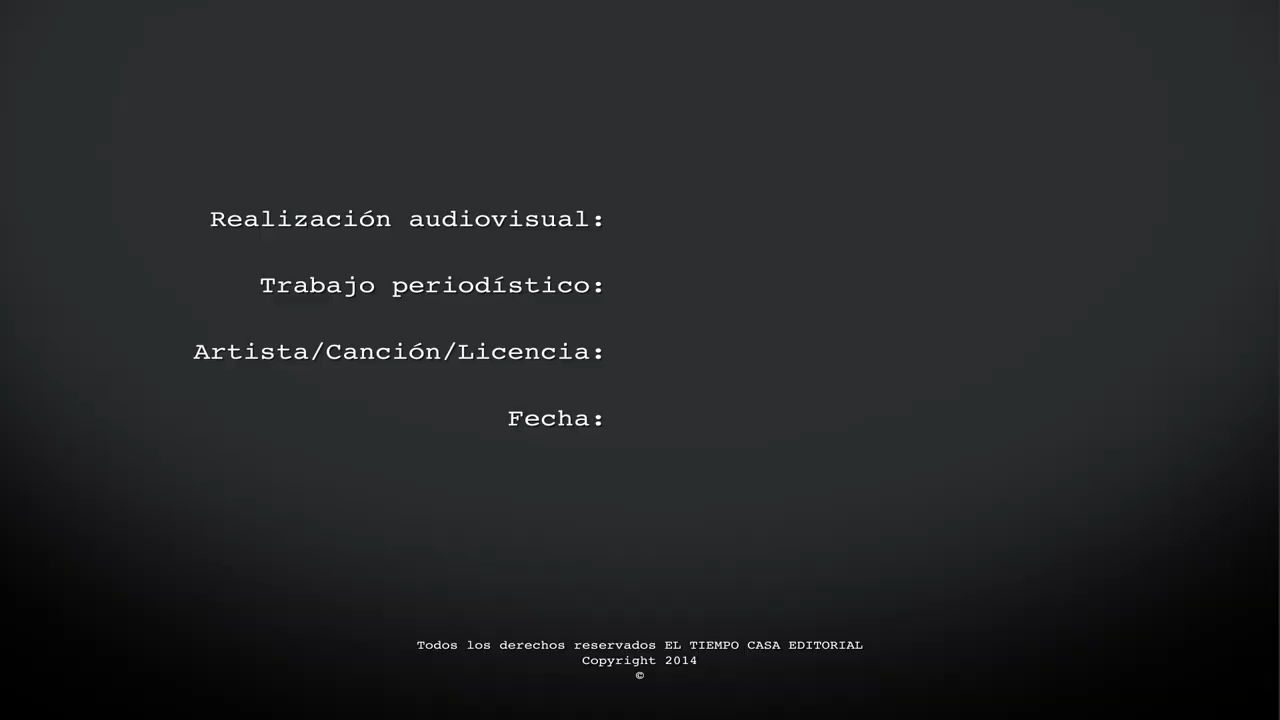 Realización audiovisual:
Trabajo periodístico:
Artista/Canción/Licencia:
Fecha:
Todos los derechos reservados EL TIEMPO CASA EDITORIAL
Copyright 2014
©